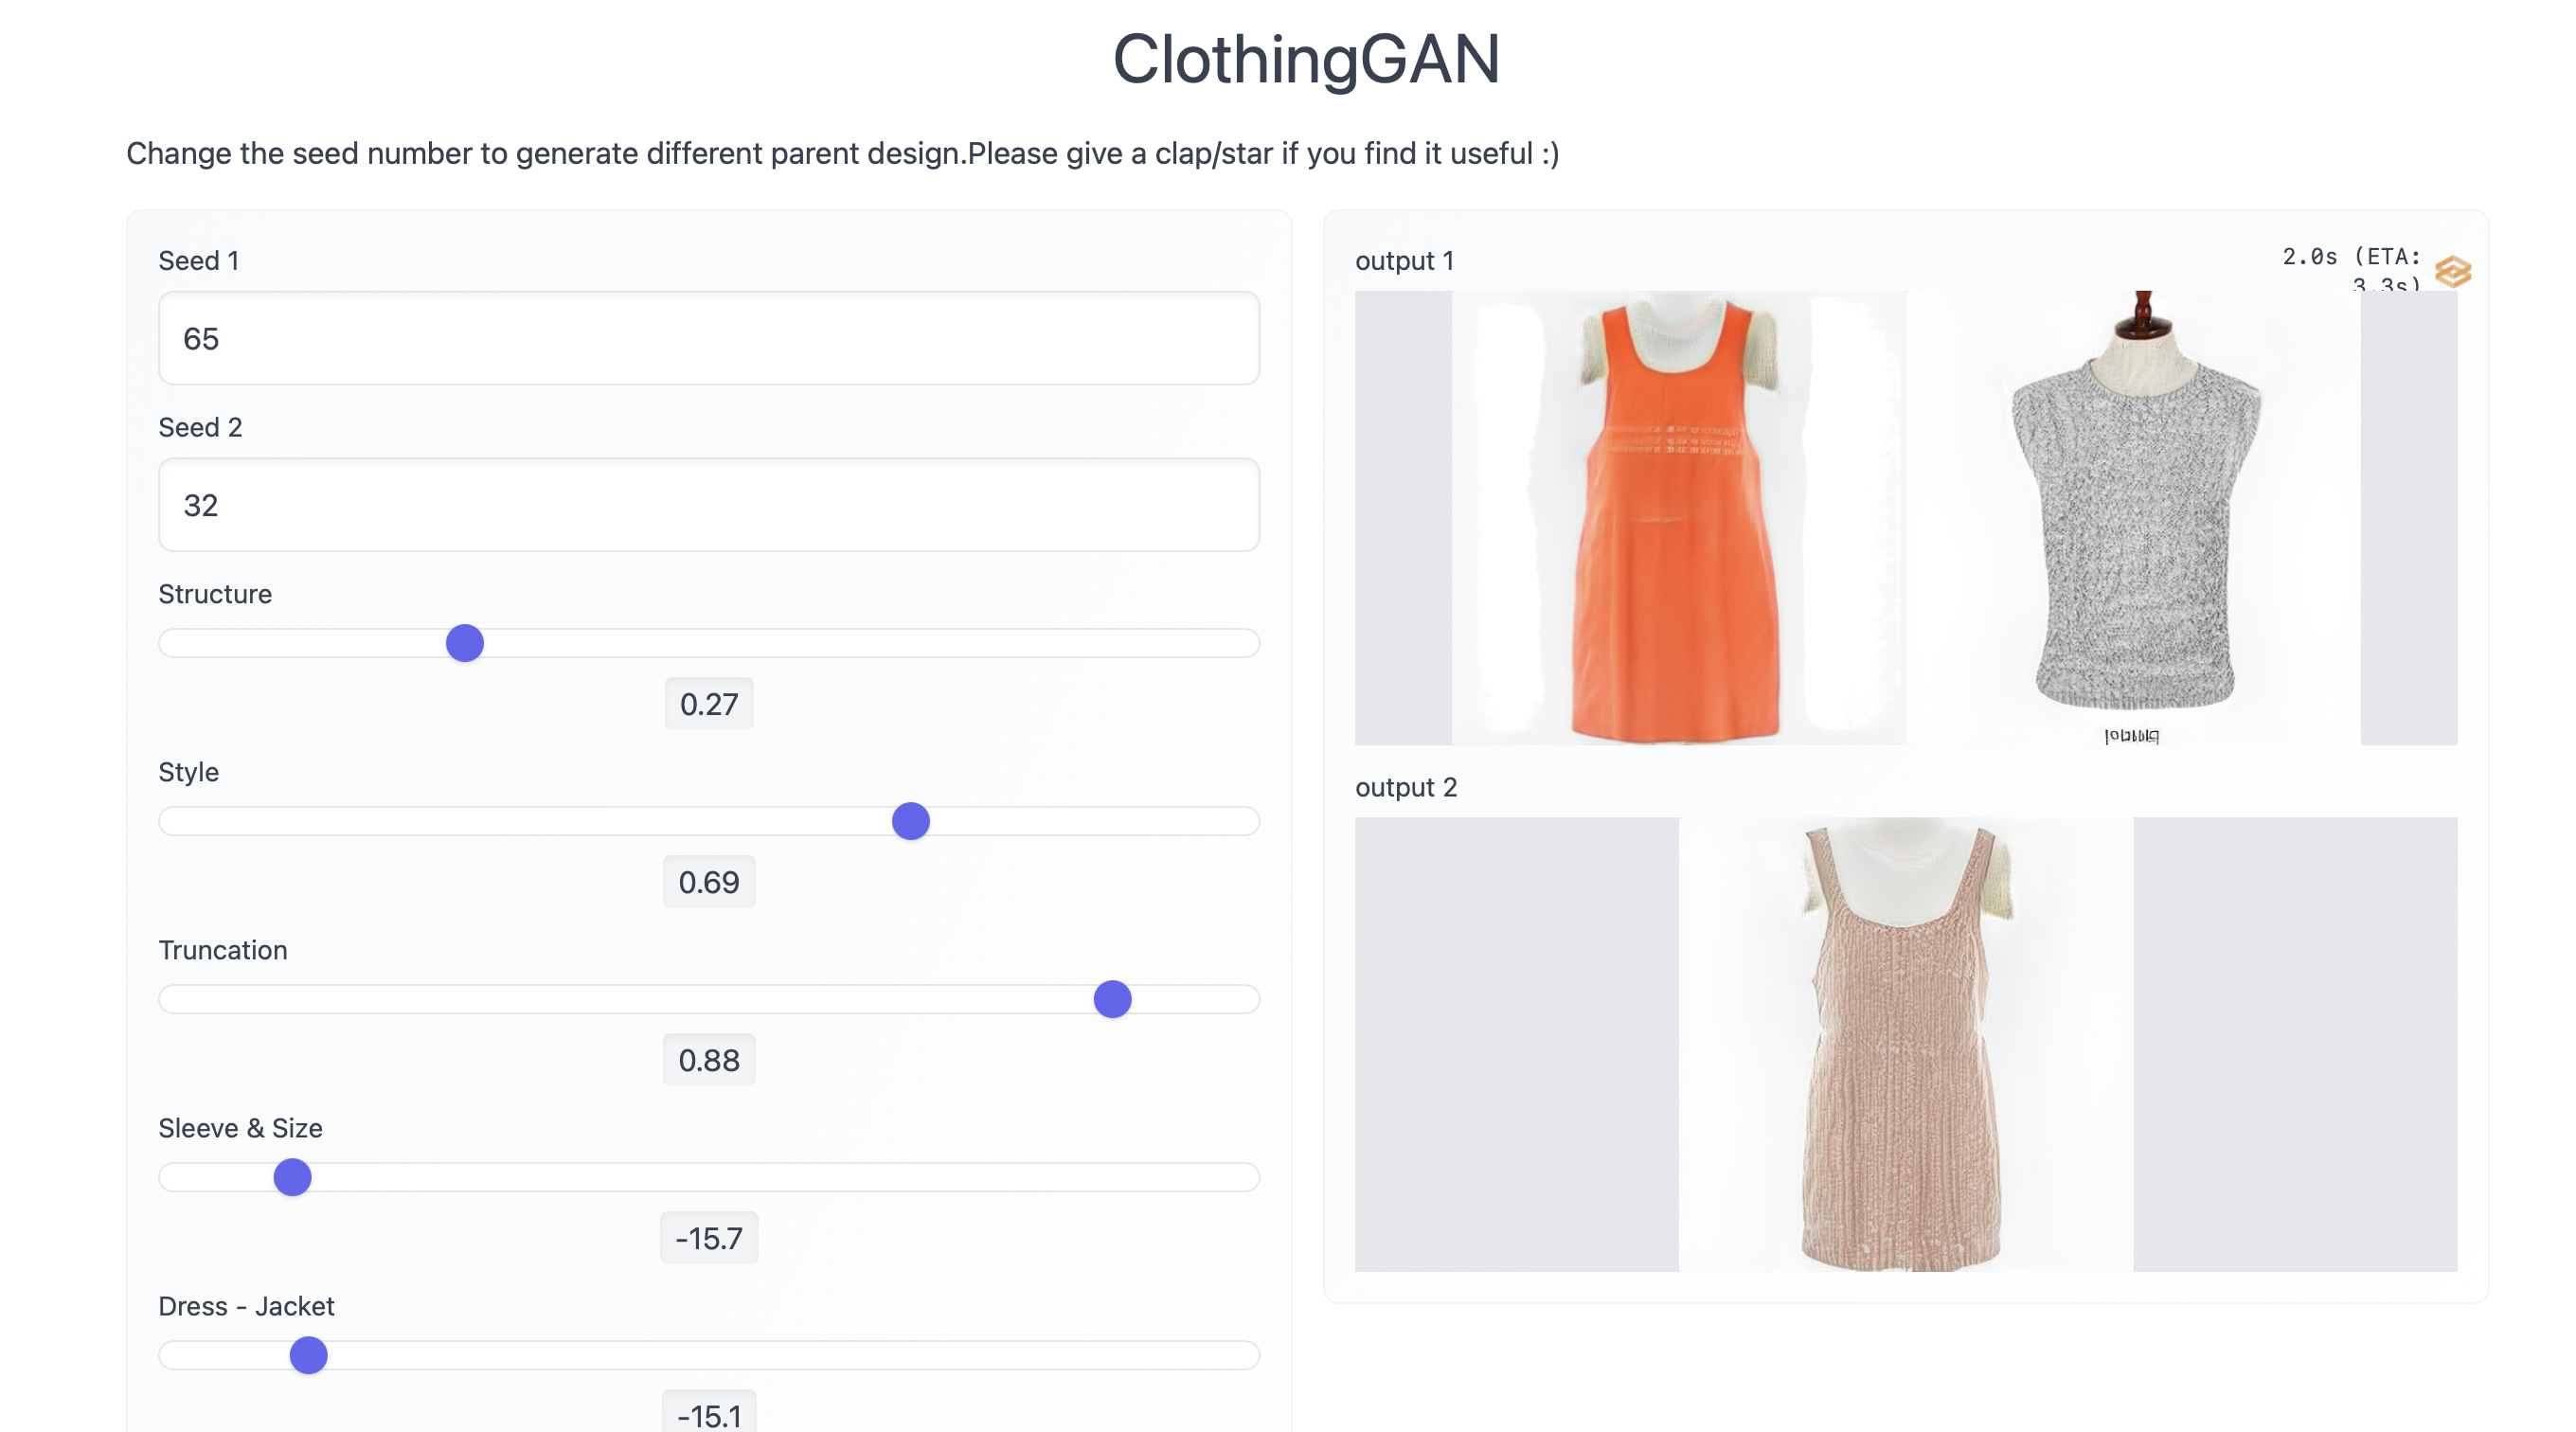 ClothingGAN
Change the seed number to generate different parent design.Please give a clap/star if you find it useful :)
Seed 1
65
Seed 2
32
Structure
0.27
Style
0.69
Truncation
0.88
Sleeve & Size
-15.7
Dress - Jacket
-15.1
output 1
2.0s (ETA:
3.3s)
output 2